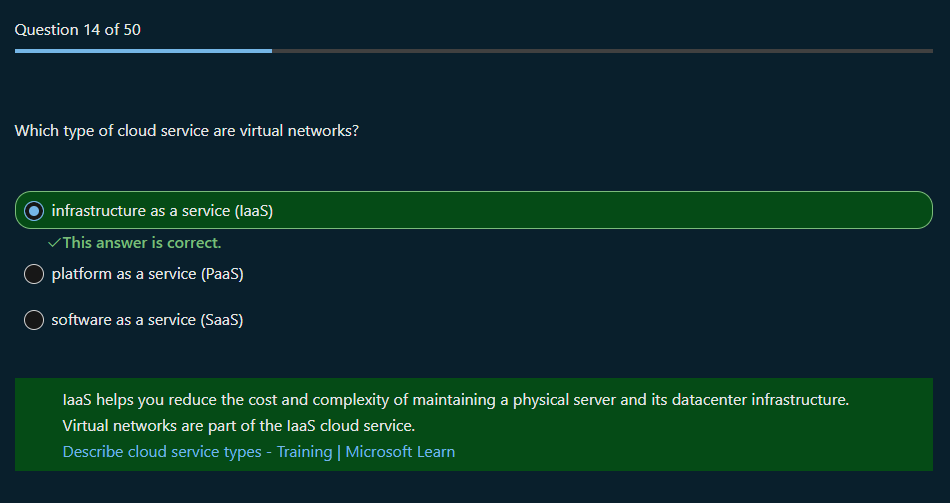 Question 14 of 50
Which type of cloud service are virtual networks?
infrastructure as a service (IaaS)
✓This answer is correct.
platform as a service (PaaS)
software as a service (SaaS)
IaaS helps you reduce the cost and complexity of maintaining a physical server and its datacenter infrastructure.
Virtual networks are part of the IaaS cloud service.
Describe cloud service types - Training | Microsoft Learn